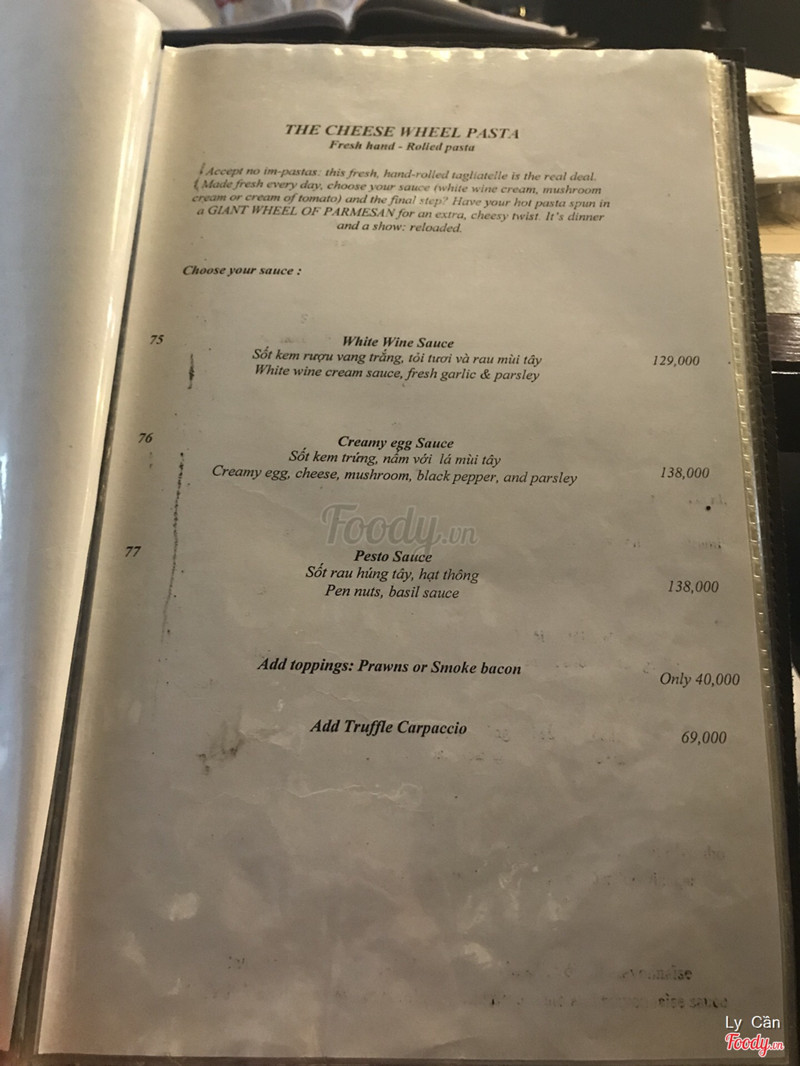 THE CHEESE WHEEL PASTA
Fresh hand - Rolled pasta
Accept no im-pastas: this fresh, hand-rolled tagliatelle is the real deal.
Made fresh every day, choose your sauce (white wine cream, mushroom
cream or cream of tomato) and the final step? Have your hot pasta spun in
a GIANT WHEEL OF PARMESAN for an extra, cheesy twist. It's dinner
and a show: reloaded.
Choose your sauce :
75
White Wine Sauce
Sốt kem rượu vang trắng, tỏi tươi và rau mùi tây
129,000
White wine cream sauce, fresh garlic & parsley
76
Creamy egg Sauce
Sốt kem trứng, nấm với lá mùi tây
Creamy egg, cheese, mushroom, black pepper, and parsley
138,000
Foody.vn
77
Pesto Sauce
Sốt rau húng tây, hạt thông
Pen nuts, basil sauce
138,000
Add toppings: Prawns or Smoke bacon
Only 40,000
Add Truffle Carpaccio
69,000
sauce
Ly Cần
Foody.vn